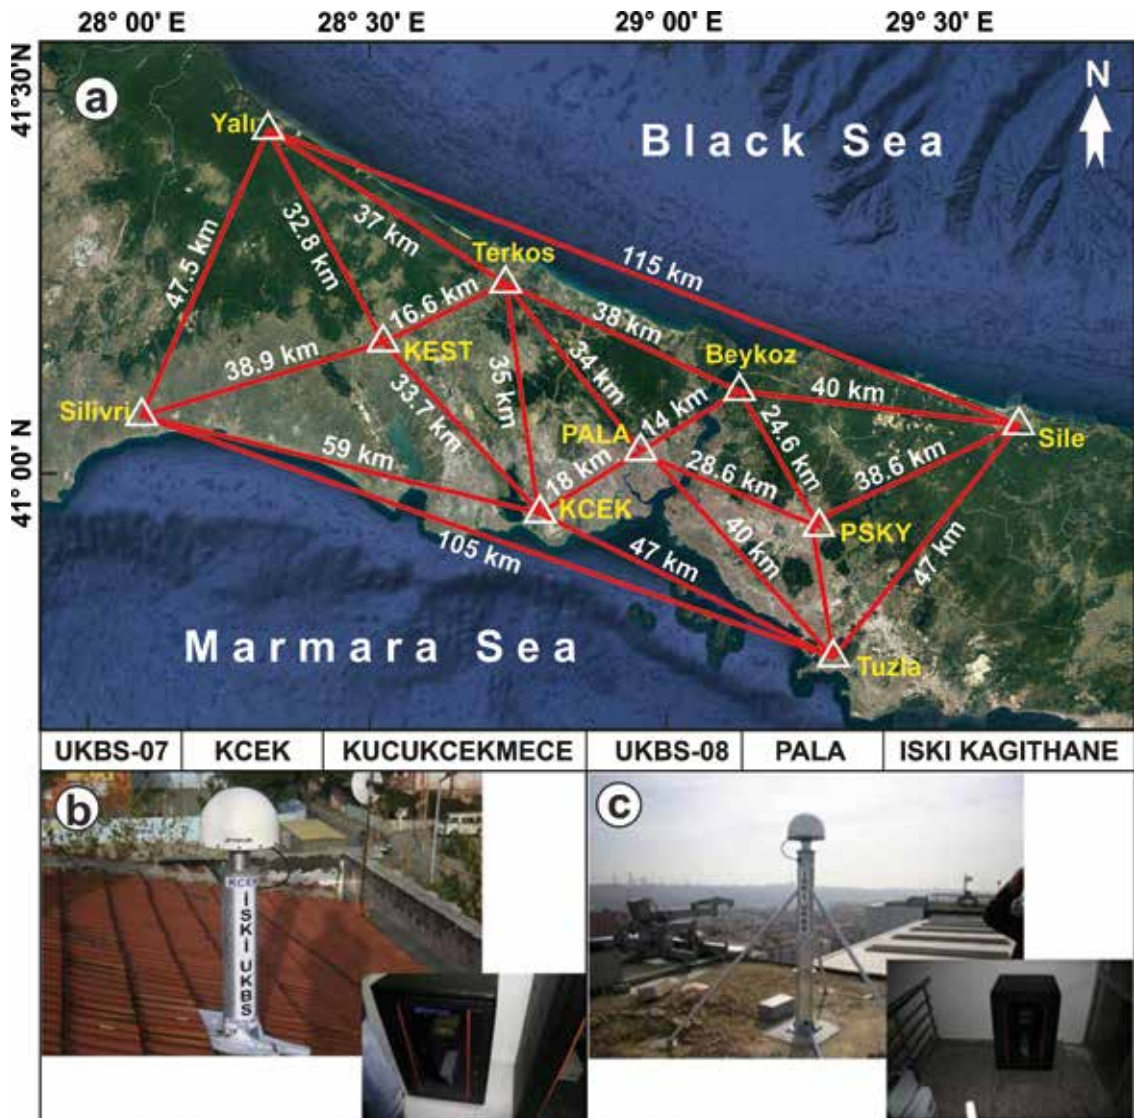 28° 00' E
28° 30'
29° 00'
29° 30'
41°30'N
41° 00' N
a
N
Black Sea
Yalı
37 km
32.8 km
47.5 km
115 km
Terkos
16.6 km
38 km
KEST
38.9 km
35 km
34 km
Beykoz
40 km
33.7 km
Silivri
PALA
14 km
24.6 km
Sile
59 km
18 km
28.6 km
38.6 km
KCEK
PSKY
105 km
47 km
40 km
47 km
Marmara Sea
Tuzla
UKBS-07 KCEK KUCUKCEKMECE UKBS-08 PALA ISKI KAGITHANE
b
KCEK
İSKİ UKBS
c